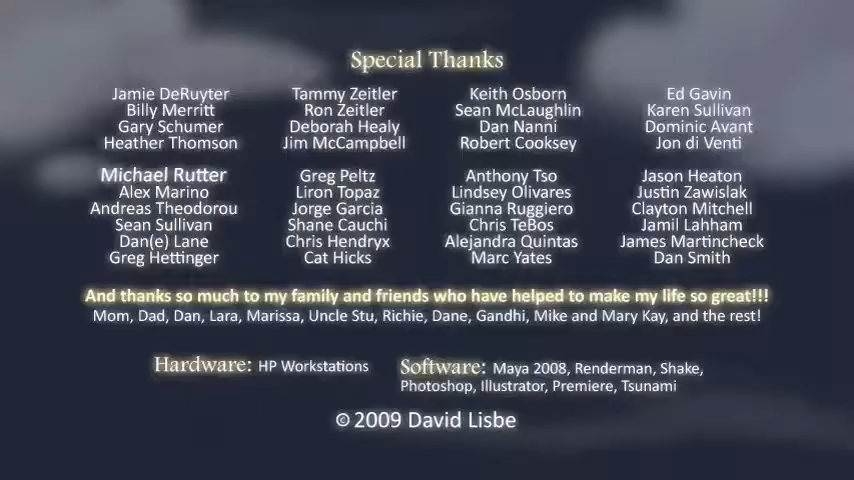 Special Thanks
Jamie DeRuyter Tammy Zeitler Keith Osborn Ed Gavin
Billy Merritt Ron Zeitler Sean McLaughlin Karen Sullivan
Gary Schumer Deborah Healy Dan Nanni Dominic Avant
Heather Thomson Jim McCampbell Robert Cooksey Jon di Venti
Michael Rutter Greg Peltz Anthony Tso Jason Heaton
Alex Marino Liron Topaz Lindsey Olivares Justin Zawislak
Andreas Theodorou Jorge Garcia Gianna Ruggiero Clayton Mitchell
Sean Sullivan Shane Cauchi Chris TeBos Jamil Lahham
Dan(e) Lane Chris Hendryx Alejandra Quintas James Martincheck
Greg Hettinger Cat Hicks Marc Yates Dan Smith
And thanks so much to my family and friends who have helped to make my life so great!!!
Mom, Dad, Dan, Lara, Marissa, Uncle Stu, Richie, Dane, Gandhi, Mike and Mary Kay, and the rest!
Hardware: HP Workstations Software: Maya 2008, Renderman, Shake,
Photoshop, Illustrator, Premiere, Tsunami
© 2009 David Lisbe